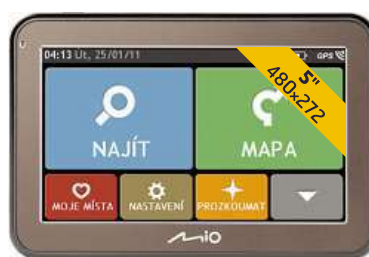 04:13 Út, 25/01/11
GPS
5"
480x272
NAJÍT
MAPA
MOJE MÍSTA
NASTAVENÍ
PROZKOUMAT
Mio